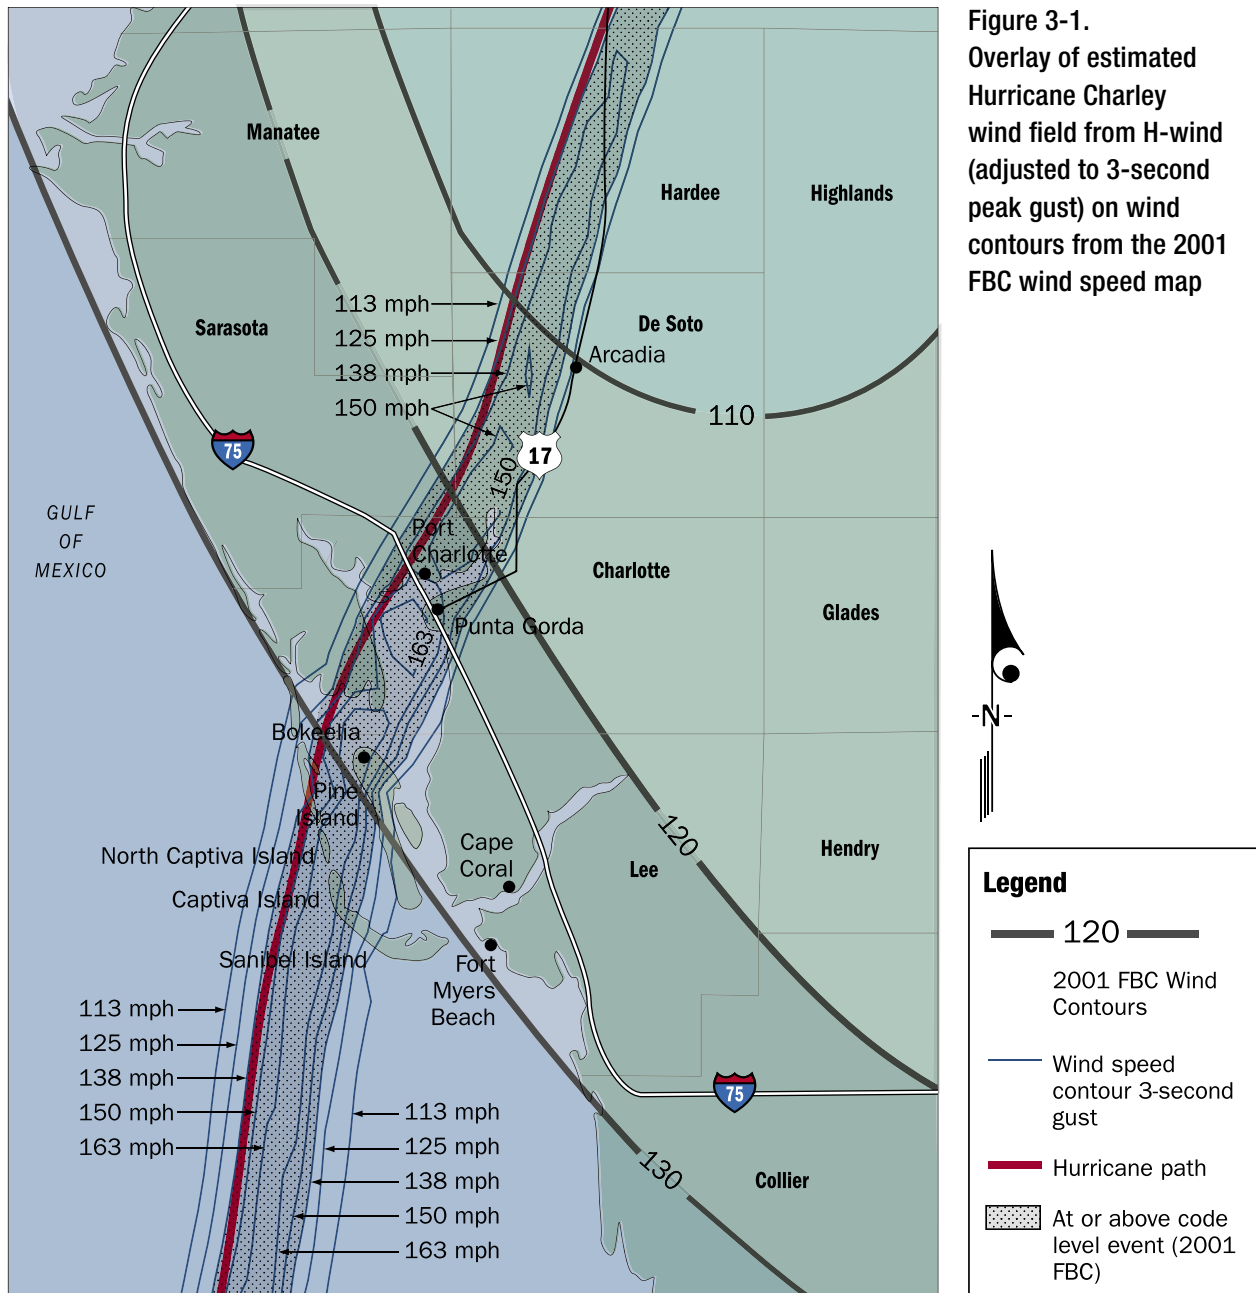 Figure 3-1.
Overlay of estimated
Hurricane Charley
wind field from H-wind
(adjusted to 3-second
peak gust) on wind
contours from the 2001
FBC wind speed map
Manatee
Hardee
Highlands
113 mph
Sarasota
125 mph
De Soto
Arcadia
138 mph
150 mph
110
75
17
150
GULF
OF
MEXICO
Port
Charlotte
Charlotte
Glades
Punta Gorda
163
N
Bokeelia
Pine
Island
120
Cape
Coral
North Captiva Island
Lee
Hendry
Captiva Island
Sanibel Island
Fort
Myers
Beach
113 mph
125 mph
138 mph
150 mph
163 mph
75
113 mph
125 mph
138 mph
150 mph
163 mph
130
Collier
Legend
120
2001 FBC Wind
Contours
Wind speed
contour 3-second
gust
Hurricane path
At or above code
level event (2001
FBC)